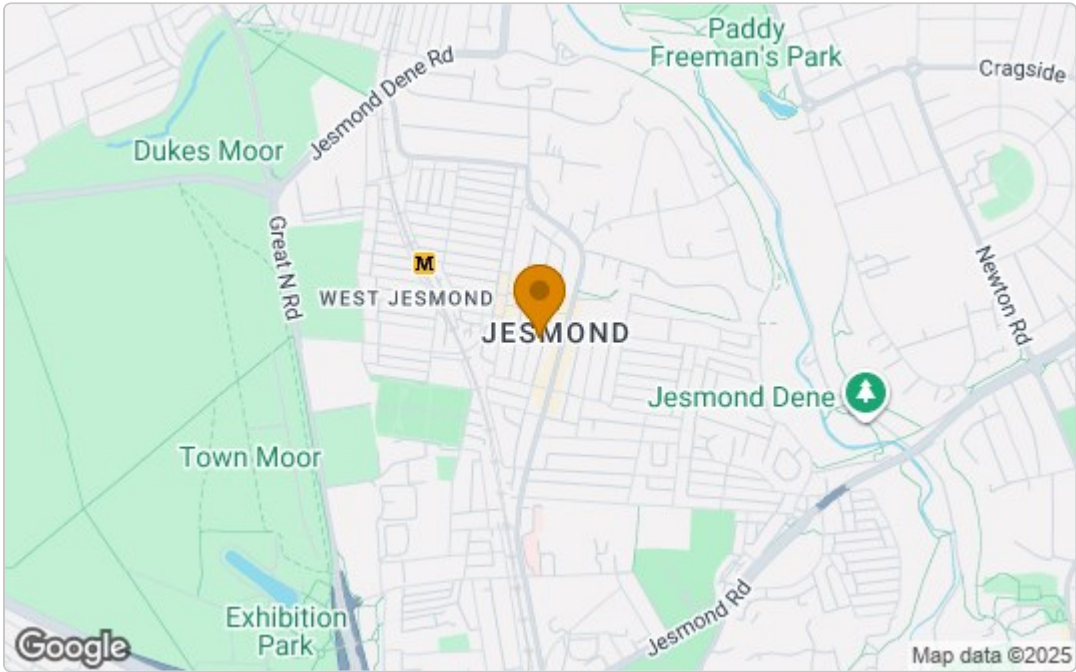 Paddy
Freeman's Park
Cragside
Jesmond Dene Rd
Dukes Moor
Great N Rd
M
WEST JESMOND
JESMOND
Newton Rd
Jesmond Dene
Town Moor
Exhibition
Park
Jesmond Rd
Google
Map data ©2025